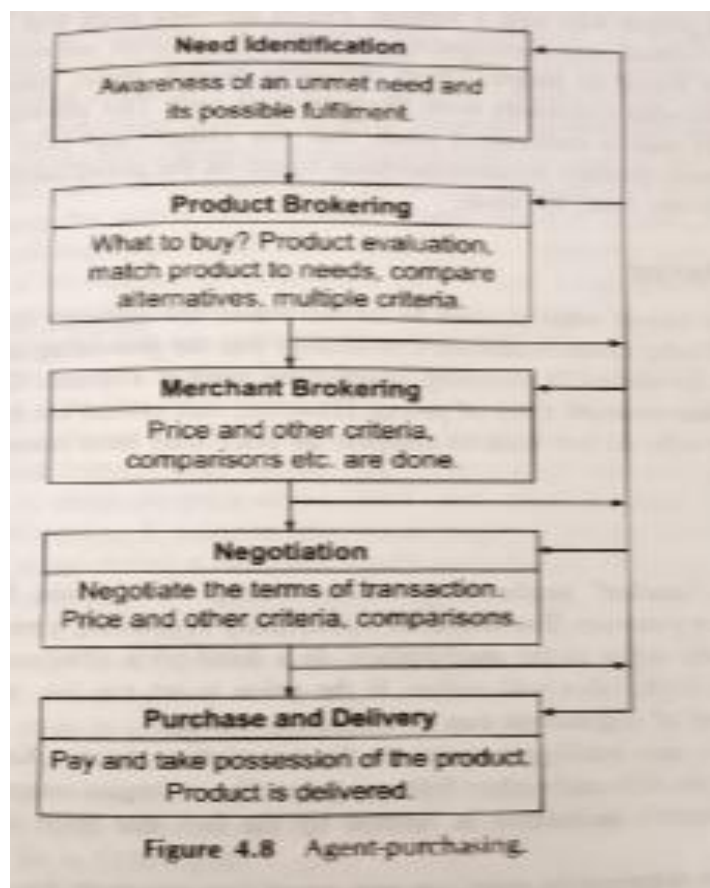 Need Identification
Awareness of an unmet need and
its possible fulfilment.
Product Brokering
What to buy? Product evaluation,
match product to needs, compare
alternatives, multiple criteria.
Merchant Brokering
Price and other criteria,
comparisons etc. are done.
Negotiation
Negotiate the terms of transaction.
Price and other criteria, comparisons.
Purchase and Delivery
Pay and take possession of the product.
Product is delivered.
Figure 4.8 Agent-purchasing.